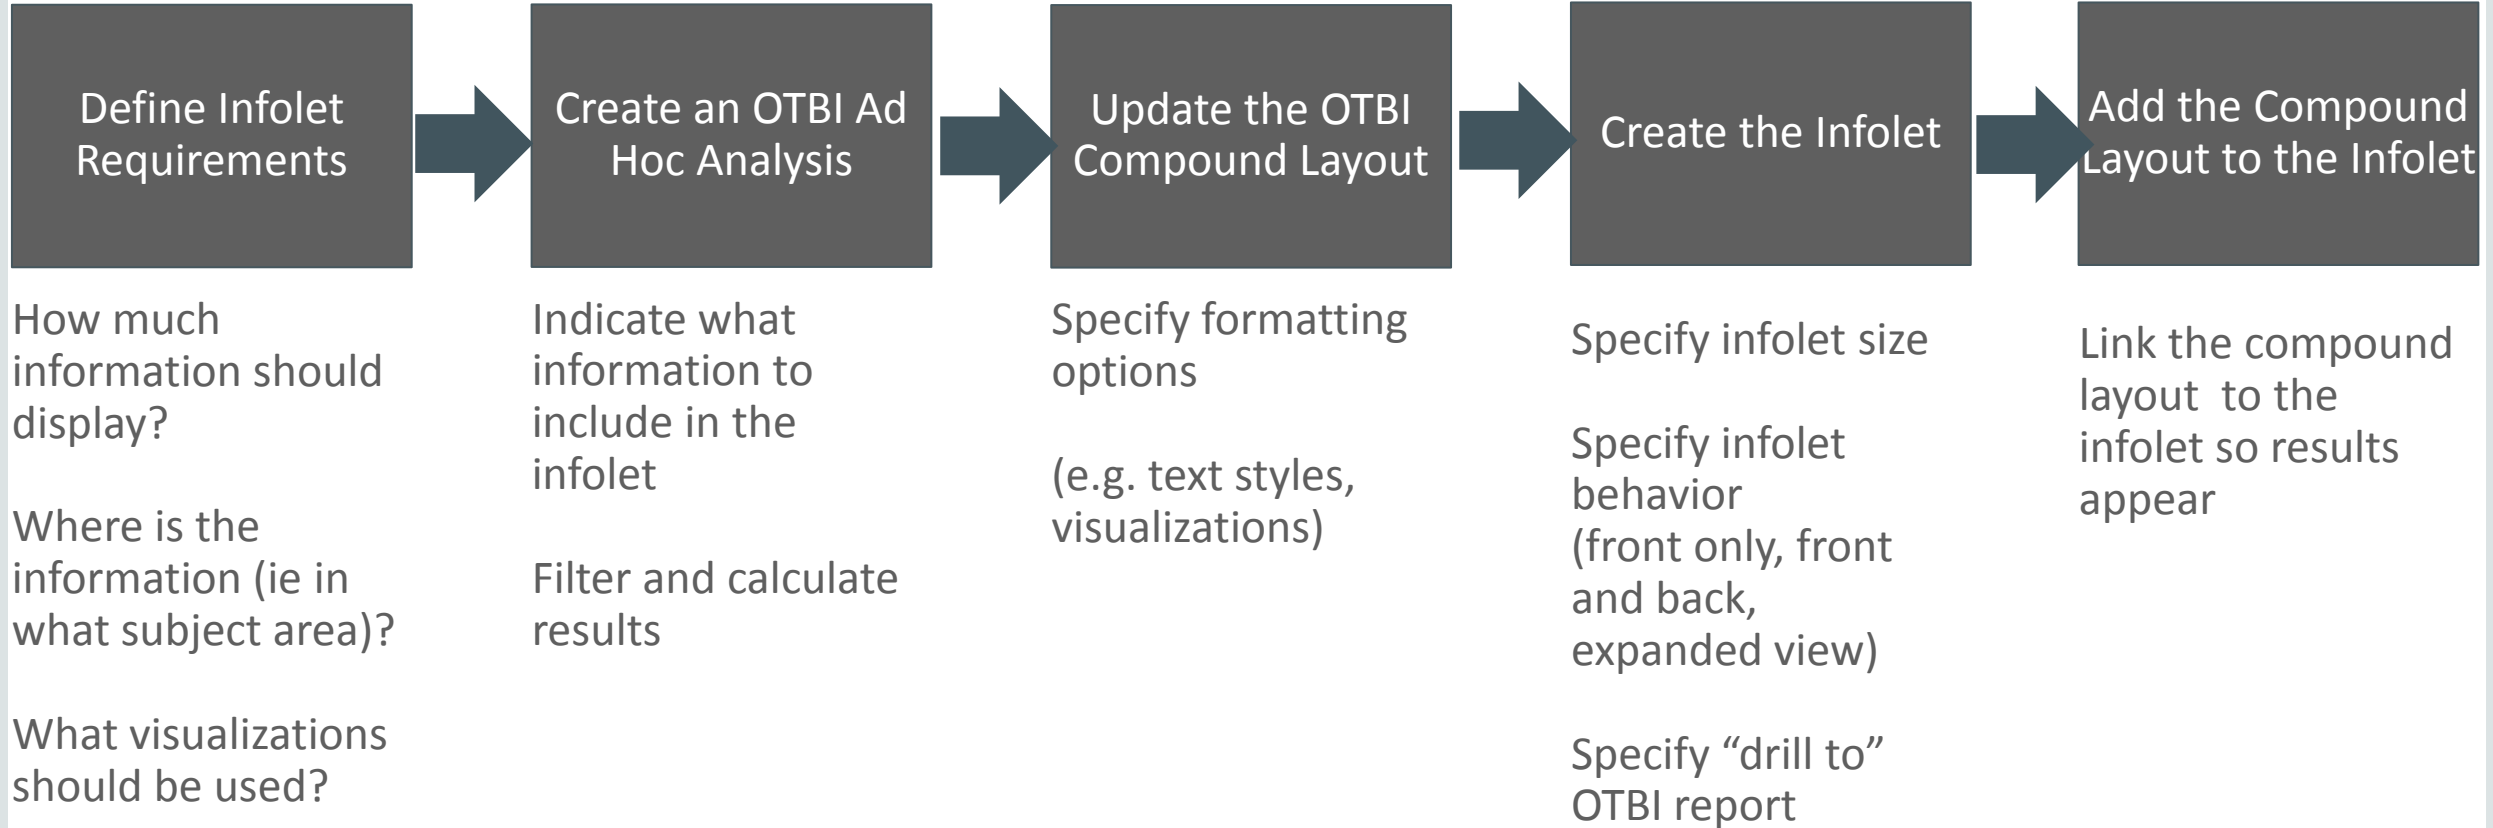 Define Infolet
Requirements
Create an OTBI Ad
Hoc Analysis
Update the OTBI
Compound Layout
Create the Infolet
Add the Compound
Layout to the Infolet
How much
information should
display?
Where is the
information (ie in
what subject area)?
What visualizations
should be used?
Indicate what
information to
include in the
infolet
Filter and calculate
results
Specify formatting
options
(e.g. text styles,
visualizations)
Specify infolet size
Specify infolet
behavior
(front only, front
and back,
expanded view)
Specify “drill to”
OTBI report
Link the compound
layout  to the
infolet so results
appear